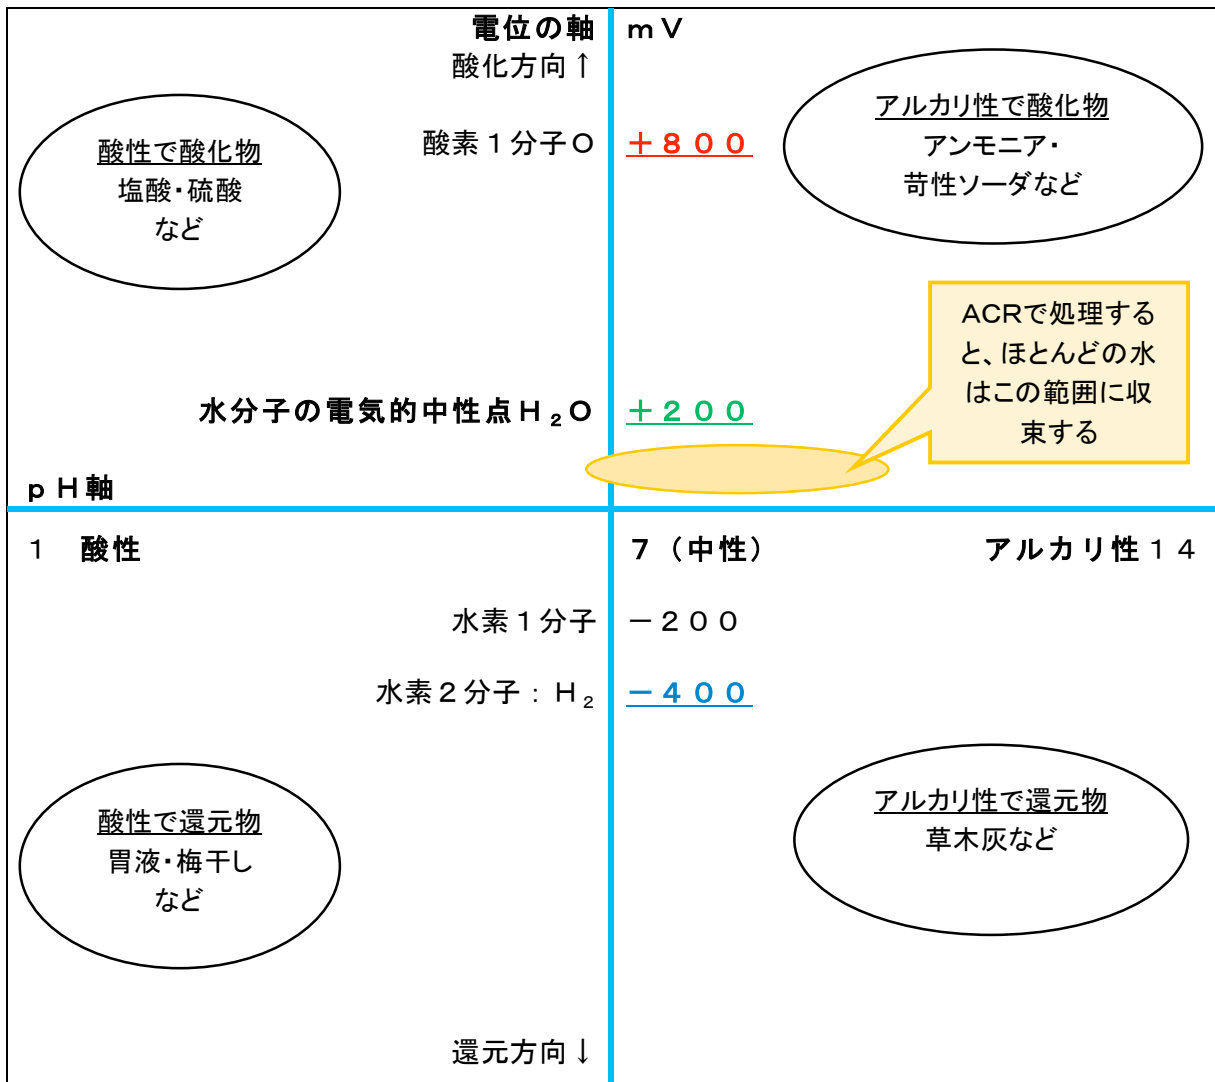 電位の軸 ｍＶ
酸化方向↑
酸性で酸化物
塩酸・硫酸
など
酸素１分子Ｏ ＋８００
アルカリ性で酸化物
アンモニア・
苛性ソーダなど
ＡＣＲで処理する
と、ほとんどの水
はこの範囲に収
束する
水分子の電気的中性点Ｈ₂Ｏ ＋２００
ｐＨ軸
１ 酸性 ７（中性） アルカリ性１４
水素１分子 －２００
水素２分子：Ｈ₂ －４００
酸性で還元物
胃液・梅干し
など
アルカリ性で還元物
草木灰など
還元方向↓